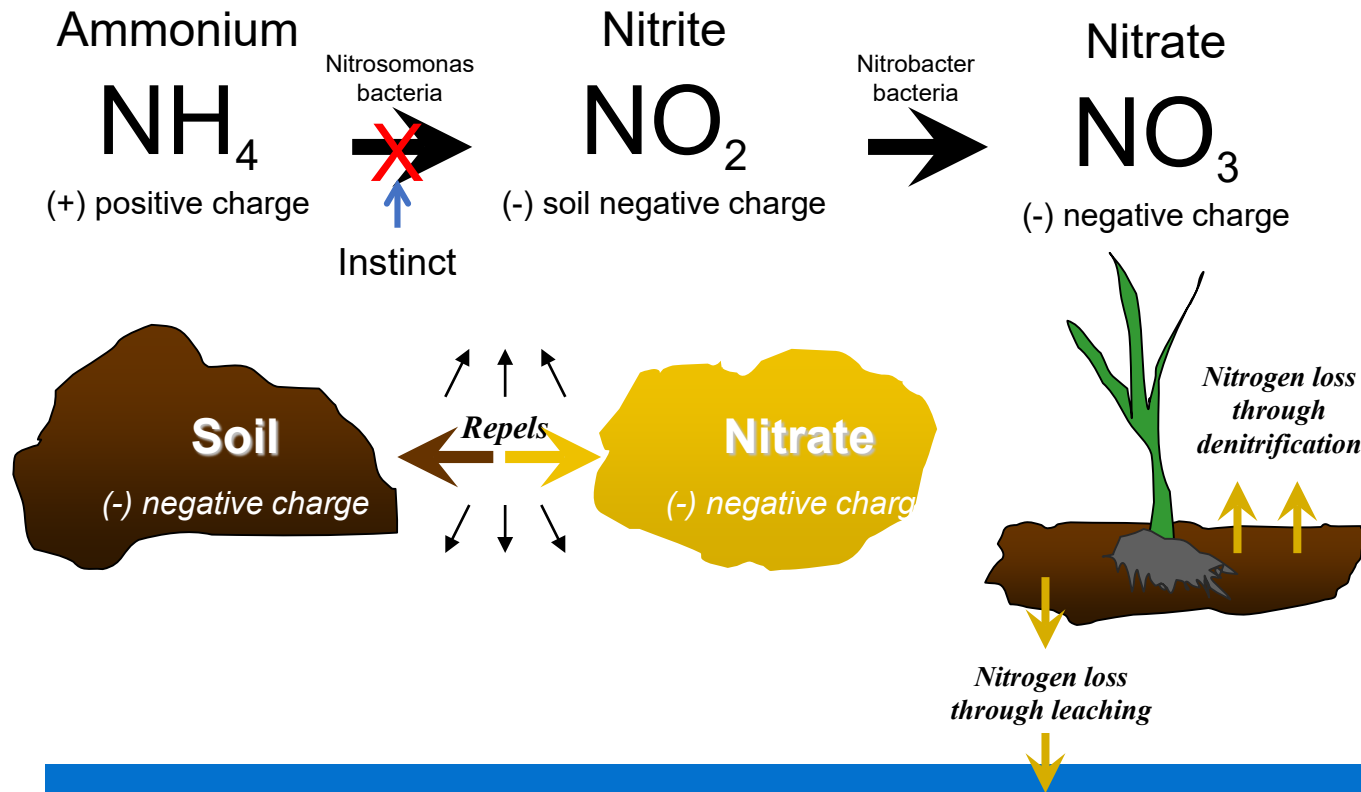 Ammonium
Nitrosomonas
bacteria
NH₄
(+) positive charge
Instinct
Nitrite
NO₂
(-) soil negative charge
Nitrobacter
bacteria
Nitrate
NO₃
(-) negative charge
Soil
(-) negative charge
Repels
Nitrate
(-) negative charg
Nitrogen loss
through
denitrification
Nitrogen loss
through leaching